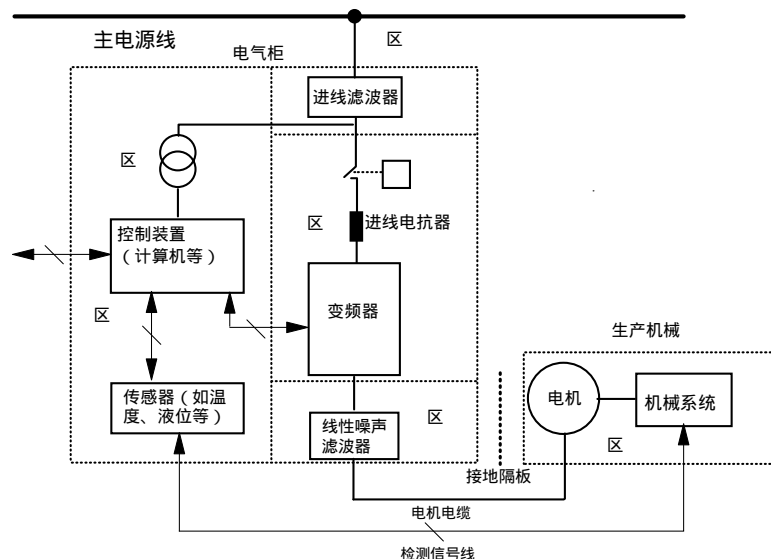 主电源线
区
电气柜
进线滤波器
区
区
进线电抗器
控制装置
（计算机等）
变频器
区
生产机械
传感器（如温
度、液位等）
线性噪声
滤波器
区
电机
机械系统
区
接地隔板
电机电缆
检测信号线